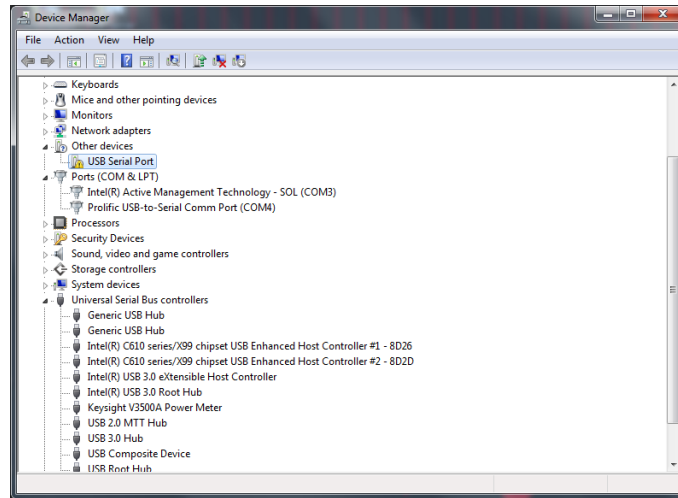 Device Manager
File Action View Help
Keyboards
Mice and other pointing devices
Monitors
Network adapters
Other devices
USB Serial Port
Ports (COM & LPT)
Intel(R) Active Management Technology - SOL (COM3)
Prolific USB-to-Serial Comm Port (COM4)
Processors
Security Devices
Sound, video and game controllers
Storage controllers
System devices
Universal Serial Bus controllers
Generic USB Hub
Generic USB Hub
Intel(R) C610 series/X99 chipset USB Enhanced Host Controller #1 - 8D26
Intel(R) C610 series/X99 chipset USB Enhanced Host Controller #2 - 8D2D
Intel(R) USB 3.0 eXtensible Host Controller
Intel(R) USB 3.0 Root Hub
Keysight V3500A Power Meter
USB 2.0 MTT Hub
USB 3.0 Hub
USB Composite Device
USB Root Hub